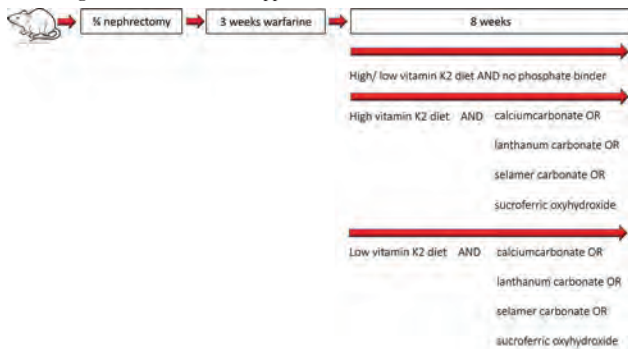 ¾ nephrectomy
3 weeks warfarine
8 weeks
High/ low vitamin K2 diet AND no phosphate binder
High vitamin K2 diet AND calciumcarbonate OR
lanthanum carbonate OR
selamer carbonate OR
sucroferric oxyhydroxide
Low vitamin K2 diet AND calciumcarbonate OR
lanthanum carbonate OR
selamer carbonate OR
sucroferric oxyhydroxide